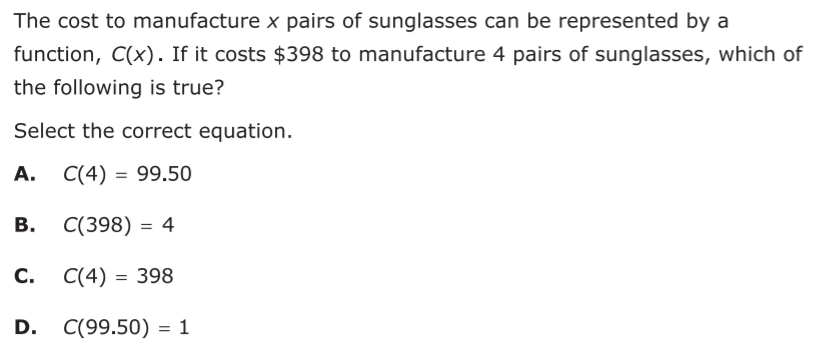 The cost to manufacture x pairs of sunglasses can be represented by a
function, C(x). If it costs $398 to manufacture 4 pairs of sunglasses, which of
the following is true?
Select the correct equation.
A. C(4) = 99.50
B. C(398) = 4
C. C(4) = 398
D. C(99.50) = 1